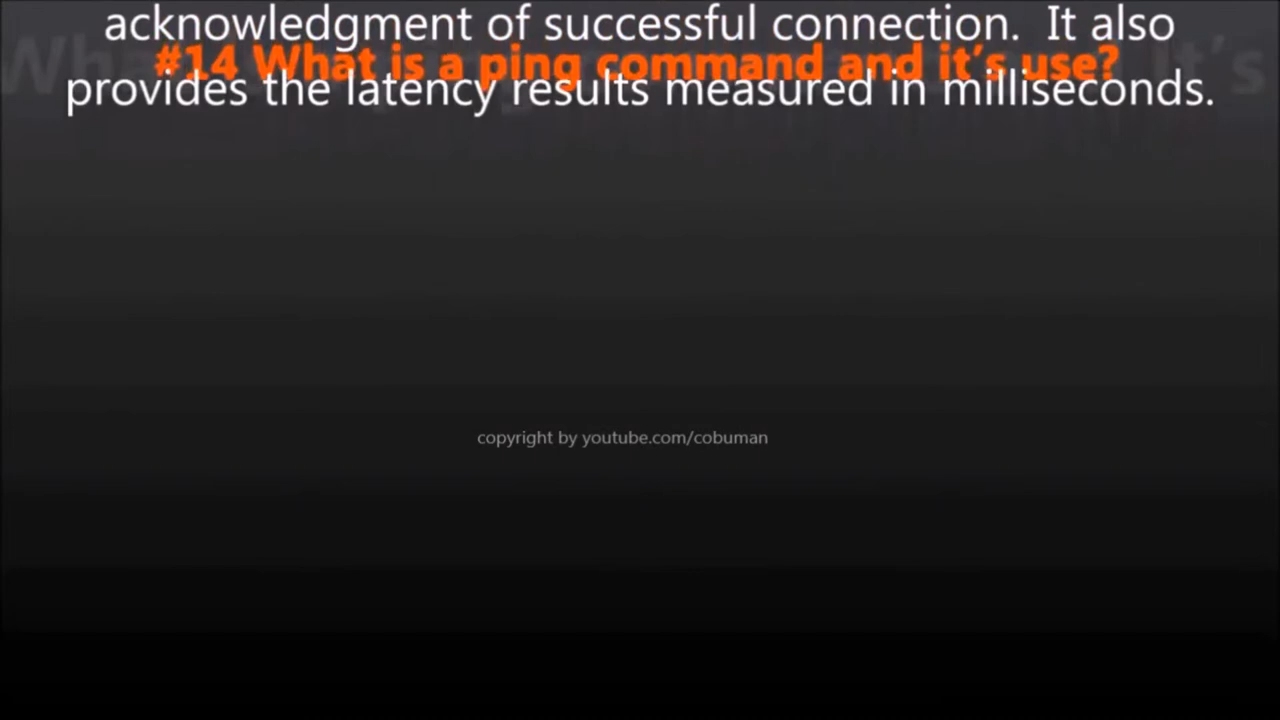 acknowledgment of successful connection. It also
#14 What is a ping command and it's use?
provides the latency results measured in milliseconds.
copyright by youtube.com/cobuman